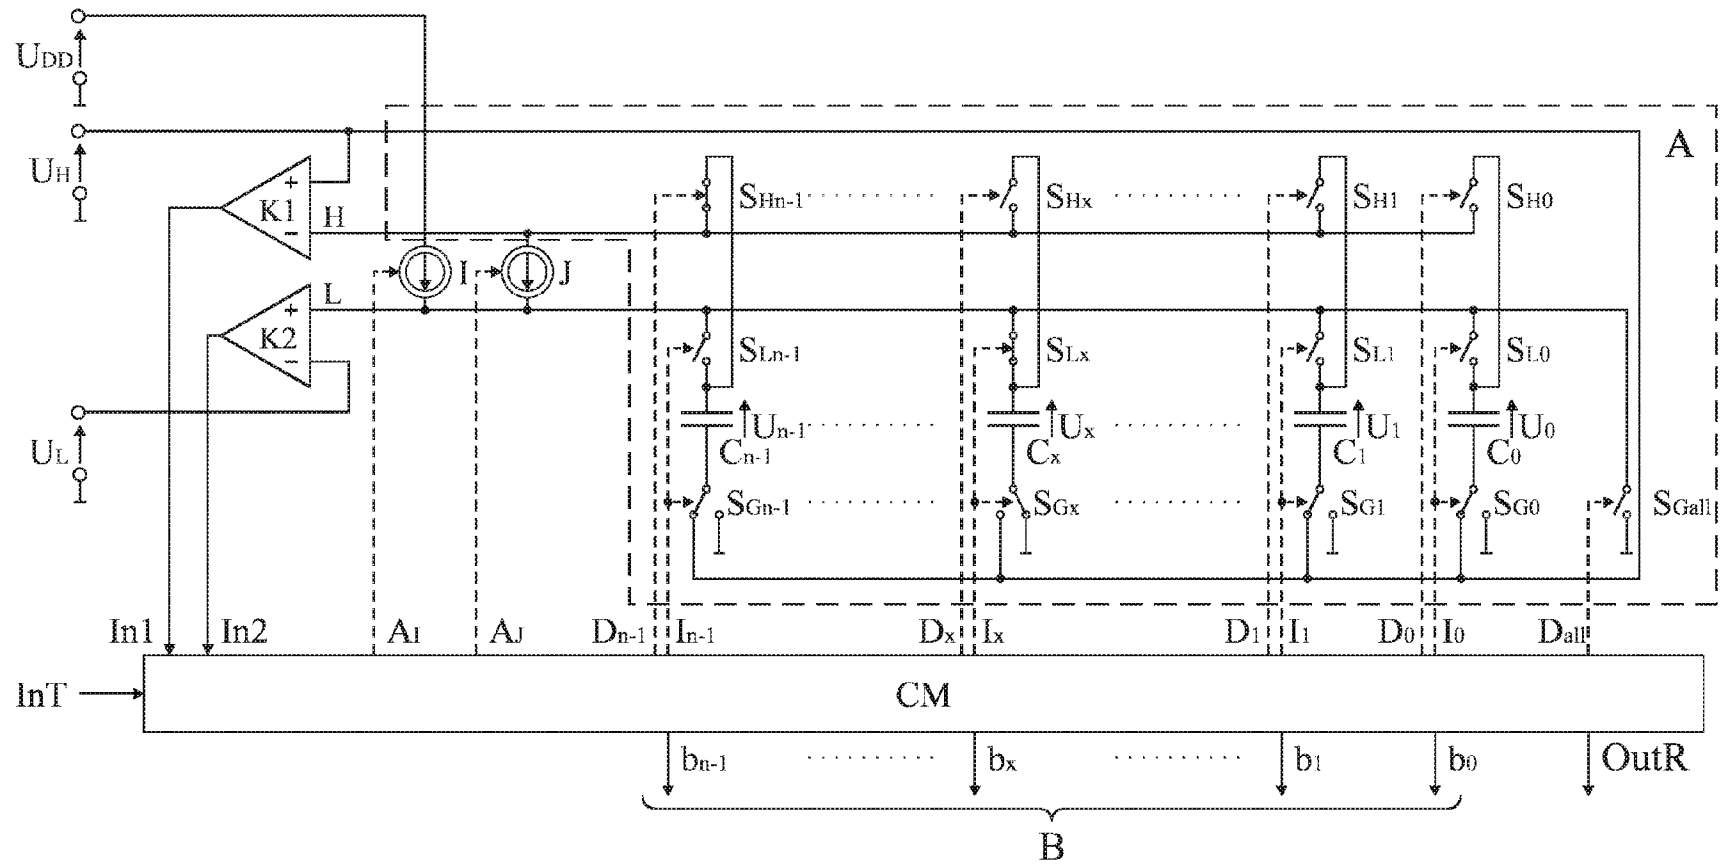 UDD
UH
A
K1
+
−
H
SHn-1
SHx
SH1
SH0
I
J
L
K2
+
−
SLn-1
SLx
SL1
SL0
UL
Un-1
Ux
U1
U0
Cn-1
Cx
C1
C0
SGn-1
SGx
SG1
SG0
SGall
In1 In2 AI AJ Dn-1 In-1 Dx Ix D1 I1 D0 I0 Dall
InT
CM
bn-1 bx b1 b0 OutR
B